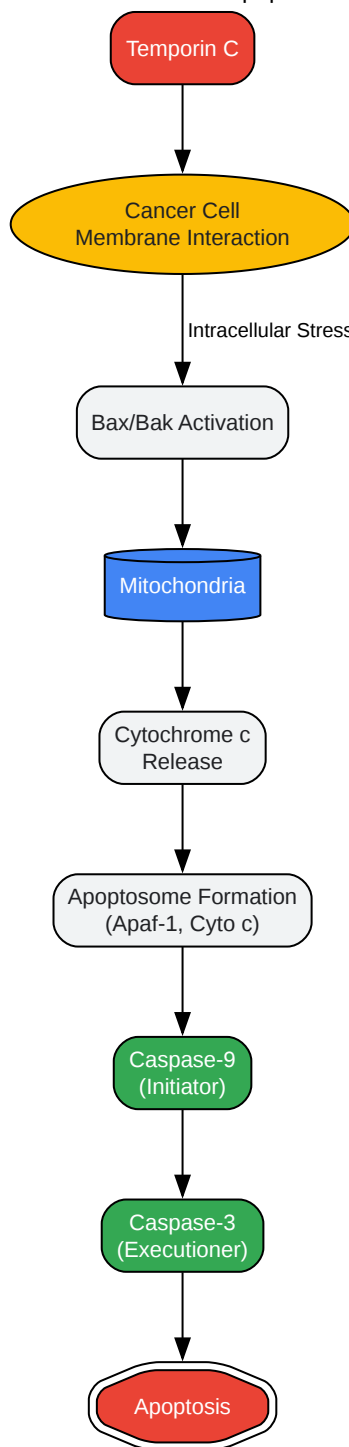 Temporin C
Cancer Cell
Membrane Interaction
Intracellular Stress
Bax/Bak Activation
Mitochondria
Cytochrome c
Release
Apoptosome Formation
(Apaf-1, Cyto c)
Caspase-9
(Initiator)
Caspase-3
(Executioner)
Apoptosis